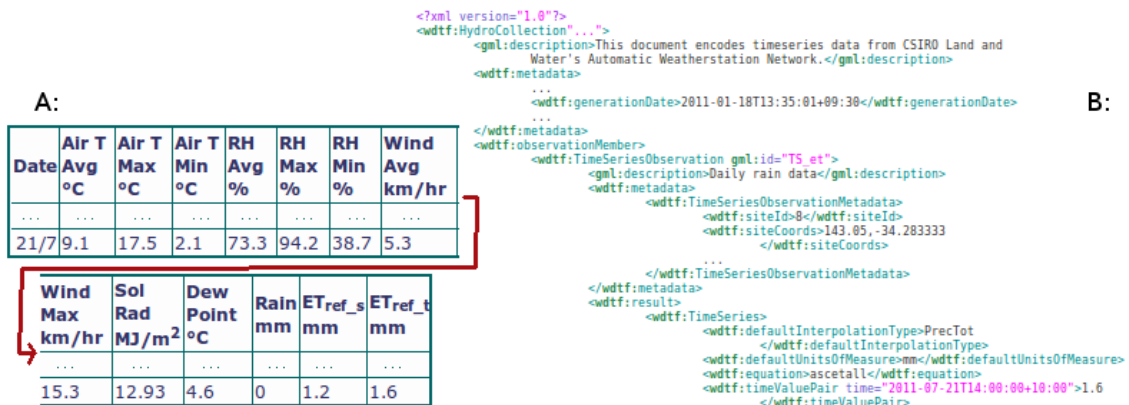 A:
Date Air T Avg °C Air T Max °C Air T Min °C RH Avg % RH Max % RH Min % Wind Avg km/hr
... ... ... ... ... ... ... ...
21/7 9.1 17.5 2.1 73.3 94.2 38.7 5.3
Wind Max km/hr Sol Rad MJ/m² Dew Point °C Rain mm ETref_s mm ETref_t mm
... ... ... ... ... ...
15.3 12.93 4.6 0 1.2 1.6
B:
<?xml version="1.0"?>
<wdtf:HydroCollection"...">
<gml:description>This document encodes timeseries data from CSIRO Land and
Water's Automatic Weatherstation Network.</gml:description>
<wdtf:metadata>
...
<wdtf:generationDate>2011-01-18T13:35:01+09:30</wdtf:generationDate>
...
</wdtf:metadata>
<wdtf:observationMember>
<wdtf:TimeSeriesObservation gml:id="TS_et">
<gml:description>Daily rain data</gml:description>
<wdtf:metadata>
<wdtf:TimeSeriesObservationMetadata>
<wdtf:siteId>8</wdtf:siteId>
<wdtf:siteCoords>143.05,-34.283333
</wdtf:siteCoords>
...
</wdtf:TimeSeriesObservationMetadata>
</wdtf:metadata>
<wdtf:result>
<wdtf:TimeSeries>
<wdtf:defaultInterpolationType>PrecTot
</wdtf:defaultInterpolationType>
<wdtf:defaultUnitsOfMeasure>mm</wdtf:defaultUnitsOfMeasure>
<wdtf:equation>ascetall</wdtf:equation>
<wdtf:timeValuePair time="2011-07-21T14:00:00+10:00">1.6
</wdtf:timeValuePair>